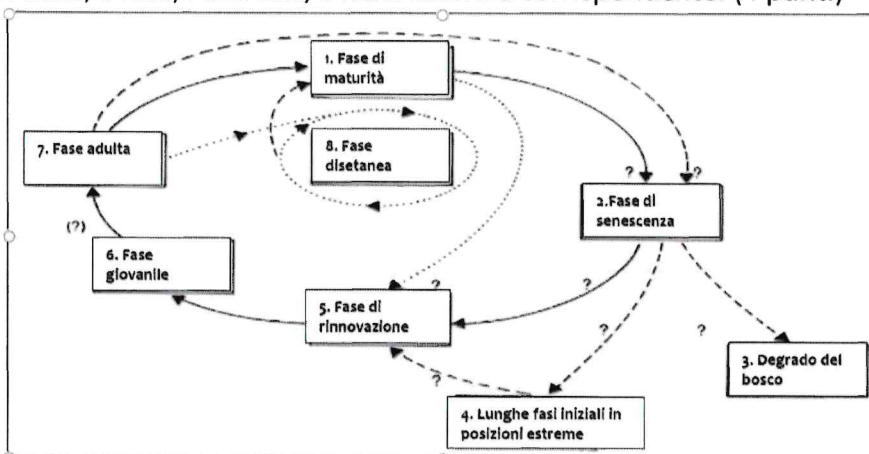 1. Fase di
maturità
7. Fase adulta
8. Fase
disetanea
?
?
2.Fase di
senescenza
(?)
6. Fase
giovanile
?
?
5. Fase di
rinnovazione
?
?
3. Degrado del
bosco
?
4. Lunghe fasi iniziali in
posizioni estreme